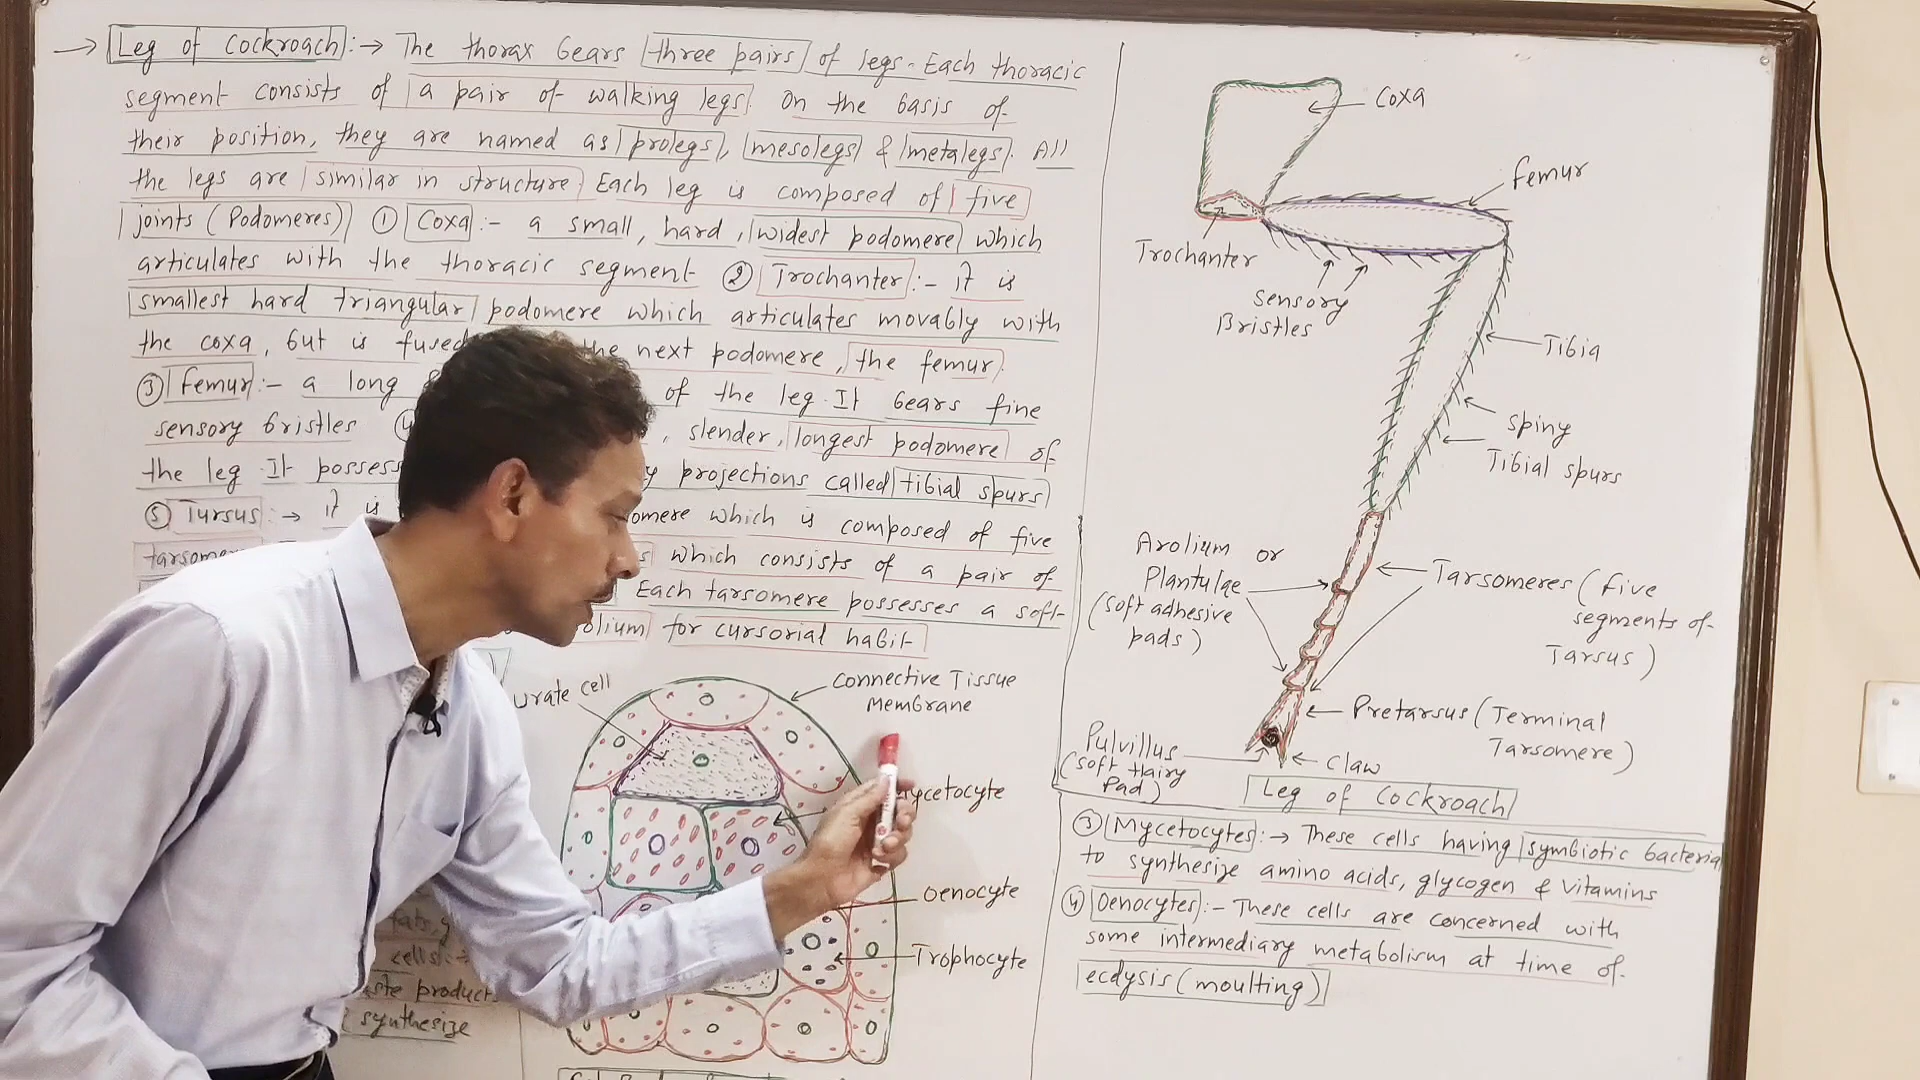 → Leg of Cockroach :→ The thorax bears three pairs of legs. Each thoracic
segment consists of a pair of walking legs. On the basis of
their position, they are named as prolegs, mesolegs & metalegs. All
the legs are similar in structure. Each leg is composed of five
joints (Podomeres) ① Coxa :- a small, hard, widest podomere which
articulates with the thoracic segment ② Trochanter :- it is
smallest hard triangular podomere which articulates movably with
the coxa, but is fused the next podomere, the femur.
③ Femur :- a long of the leg. It bears fine
sensory bristles , slender, longest podomere of
the leg. It possess projections called tibial spurs
⑤ Tursus :→ it is which is composed of five
which consists of a pair of
Each tarsomere possesses a soft
for cursorial habit
Coxa
Femur
Trochanter
Sensory
Bristles
Tibia
Spiny
Tibial spurs
Arolium or
Plantulae
(soft adhesive
pads)
Tarsomeres (five
segments of
Tarsus)
Pretarsus (Terminal
Tarsomere)
Pulvillus
(soft Hairy
Pad)
Claw
Leg of Cockroach
Urate cell
Connective Tissue
Membrane
Mycetocyte
Oenocyte
Trophocyte
cells :→
products
synthesize
③ Mycetocytes :→ These cells having symbiotic bacteria
to synthesize amino acids, glycogen & vitamins
④ Oenocytes :- These cells are concerned with
some intermediary metabolism at time of
ecdysis (moulting)